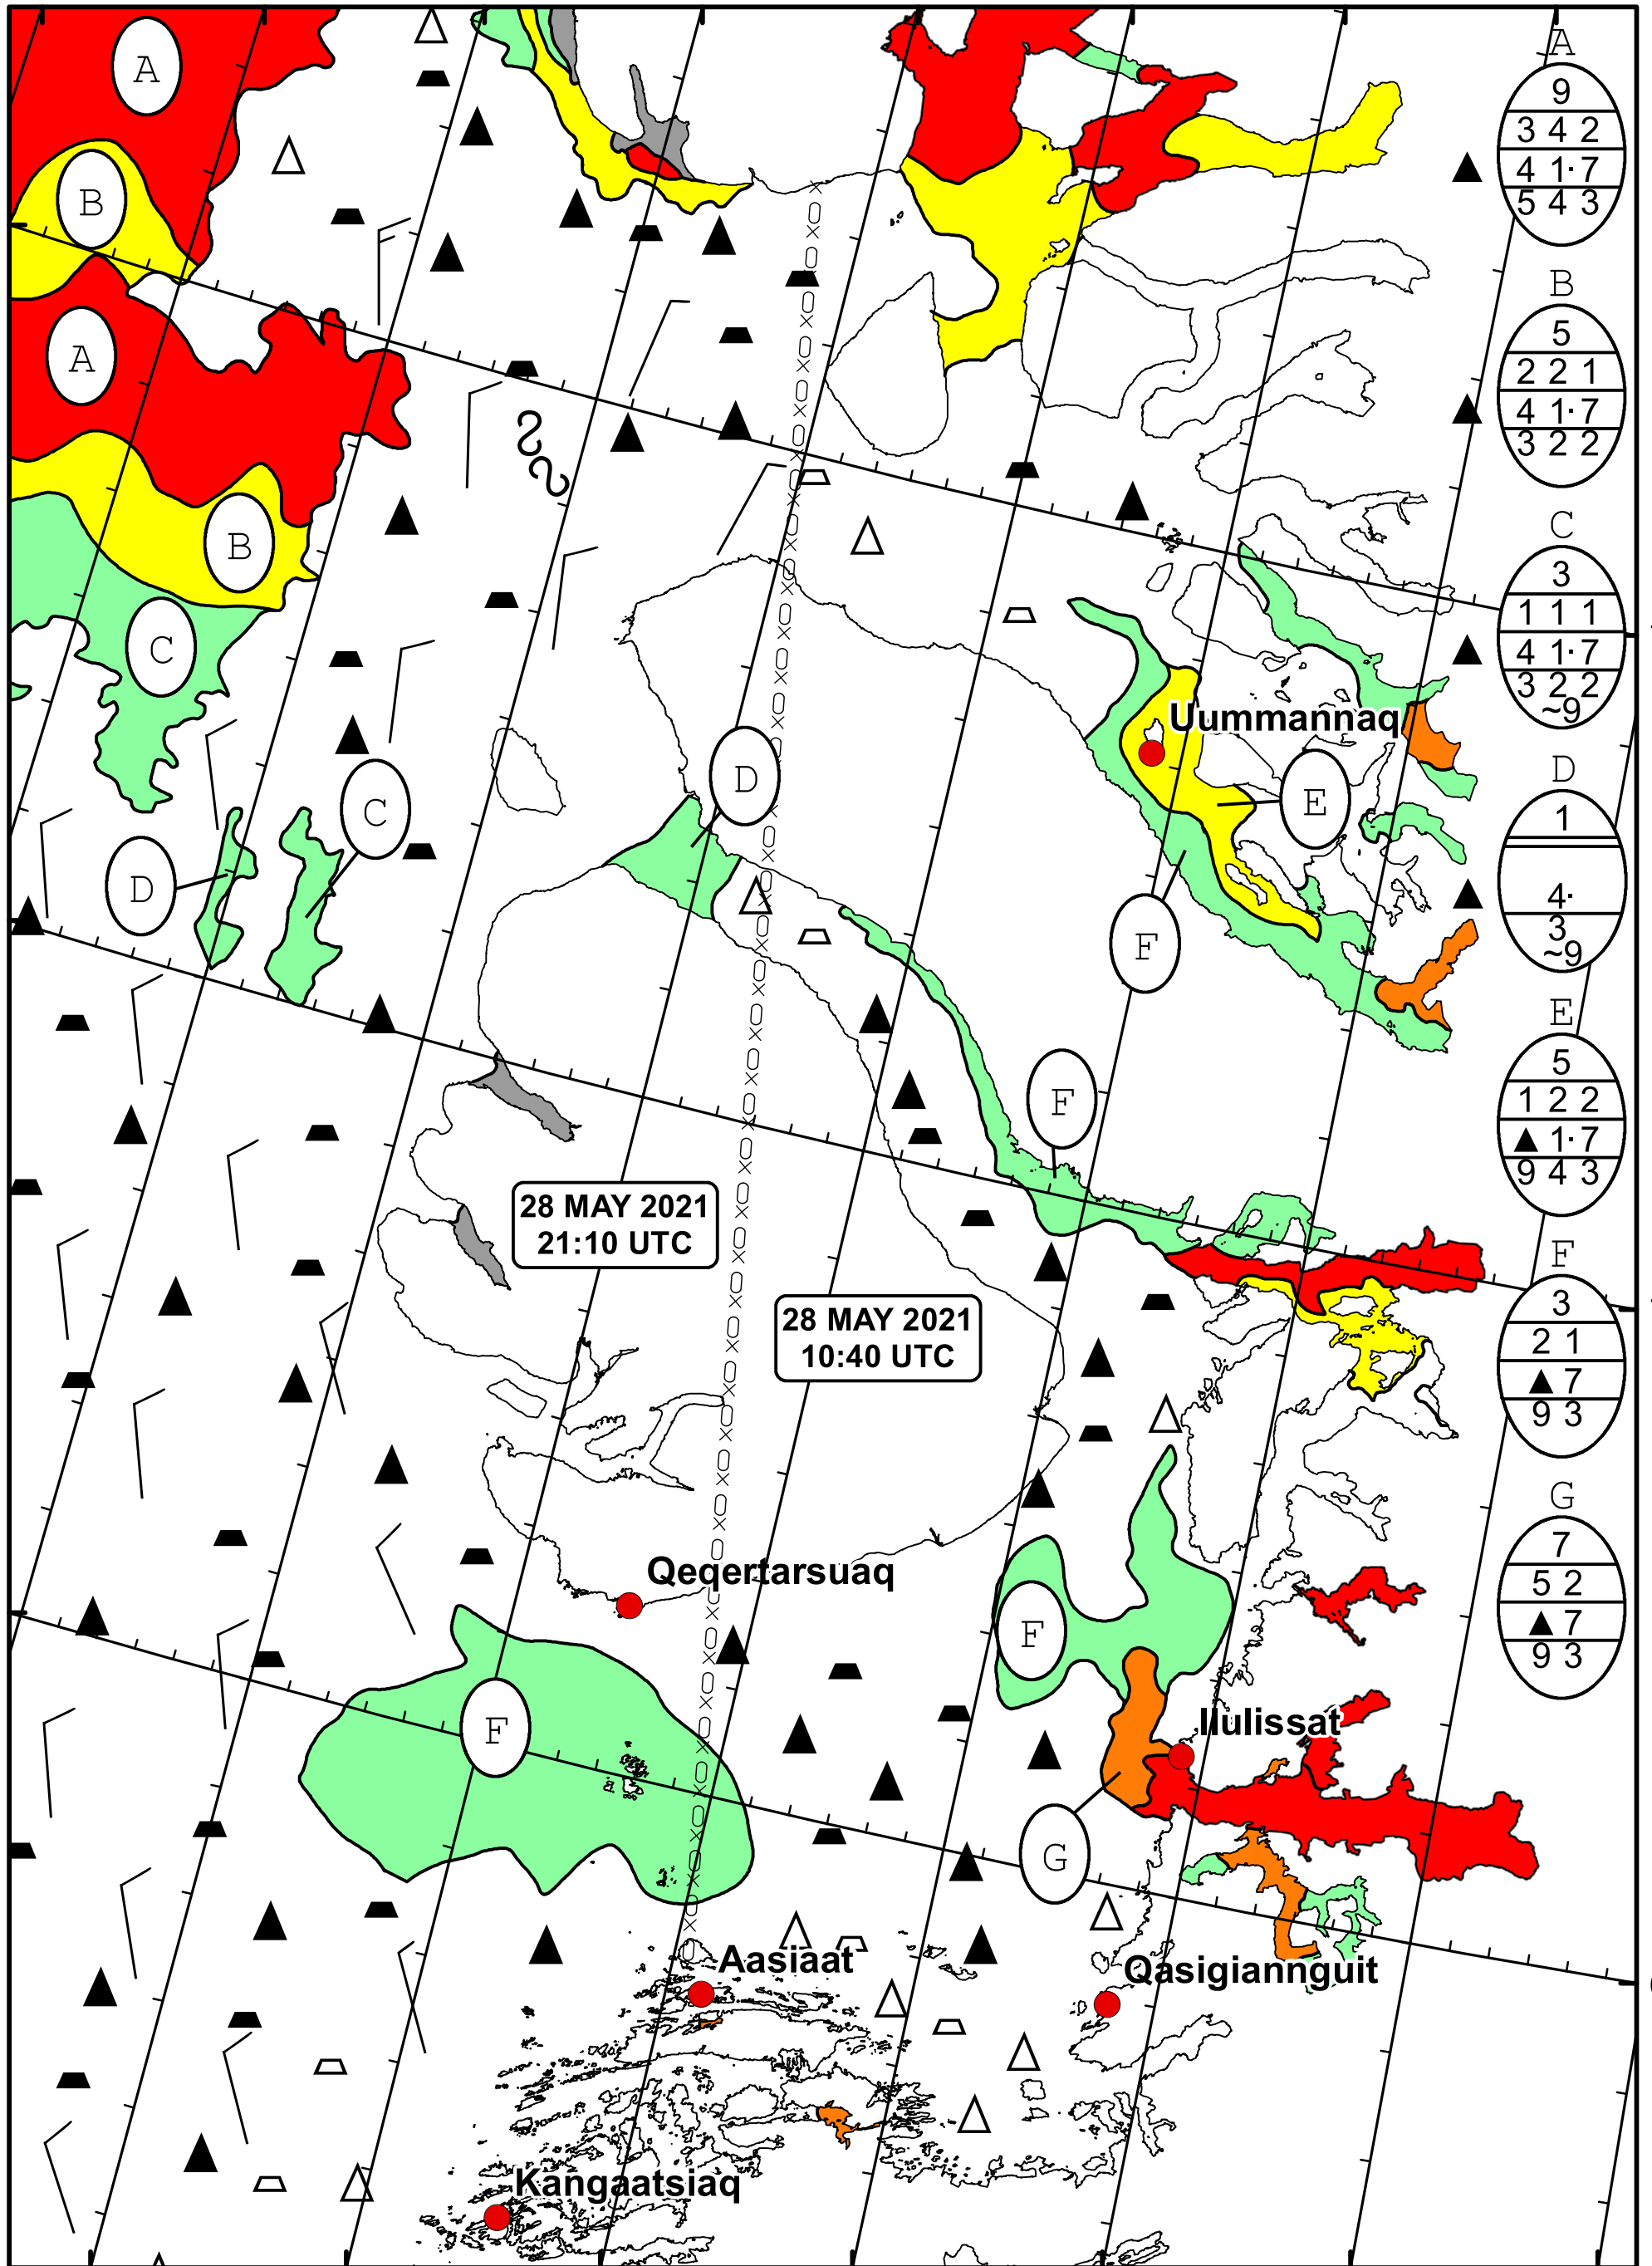 A
B
A
B
C
D
C
D
Uummannaq
E
F
F
28 MAY 2021
21:10 UTC
28 MAY 2021
10:40 UTC
Qeqertarsuaq
F
F
Ilulissat
G
Aasiaat
Qasigiannguit
Kangaatsiaq
A
9
3 4 2
4 1· 7
5 4 3
B
5
2 2 1
4 1· 7
3 2 2
C
3
1 1 1
4 1· 7
3 2 2
~9
D
1
4·
3
~9
E
5
1 2 2
▲ 1· 7
9 4 3
F
3
2 1
▲ 7
9 3
G
7
5 2
▲ 7
9 3